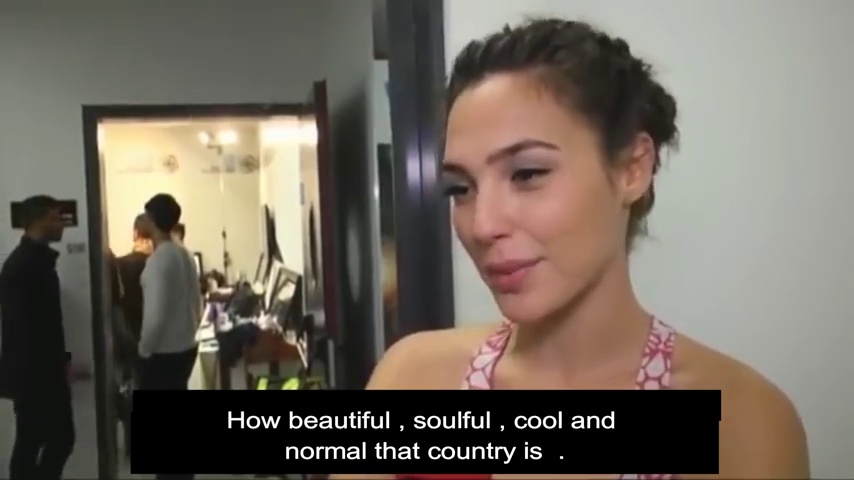 How beautiful , soulful , cool and
normal that country is  .